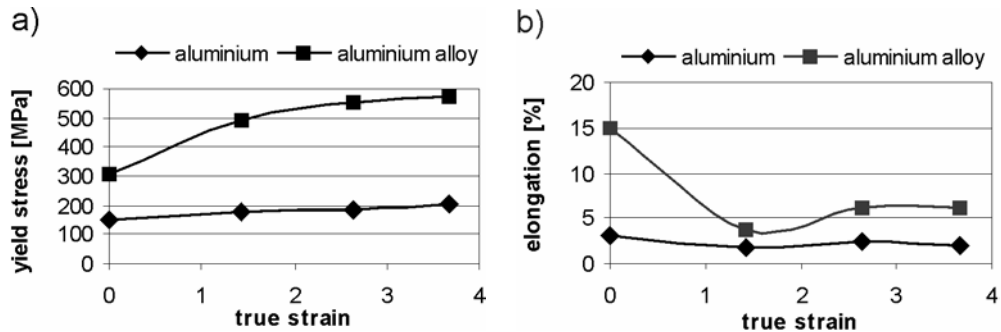 a)
aluminium aluminium alloy
yield stress [MPa]
600
500
400
300
200
100
0
0 1 2 3 4
true strain
b)
aluminium aluminium alloy
elongation [%]
20
15
10
5
0
0 1 2 3 4
true strain